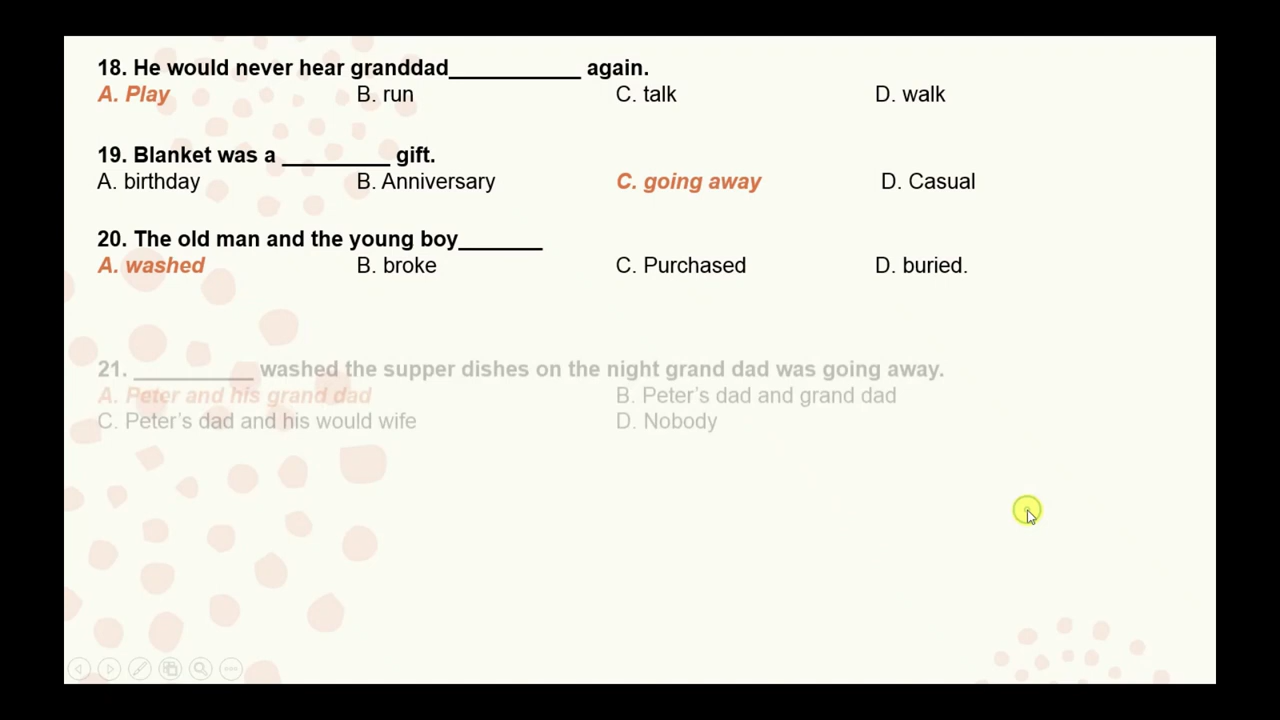 18. He would never hear granddad___________ again.
A. Play B. run C. talk D. walk
19. Blanket was a _________ gift.
A. birthday B. Anniversary C. going away D. Casual
20. The old man and the young boy_______
A. washed B. broke C. Purchased D. buried.
21. __________ washed the supper dishes on the night grand dad was going away.
A. Peter and his grand dad B. Peter’s dad and grand dad
C. Peter’s dad and his would wife D. Nobody